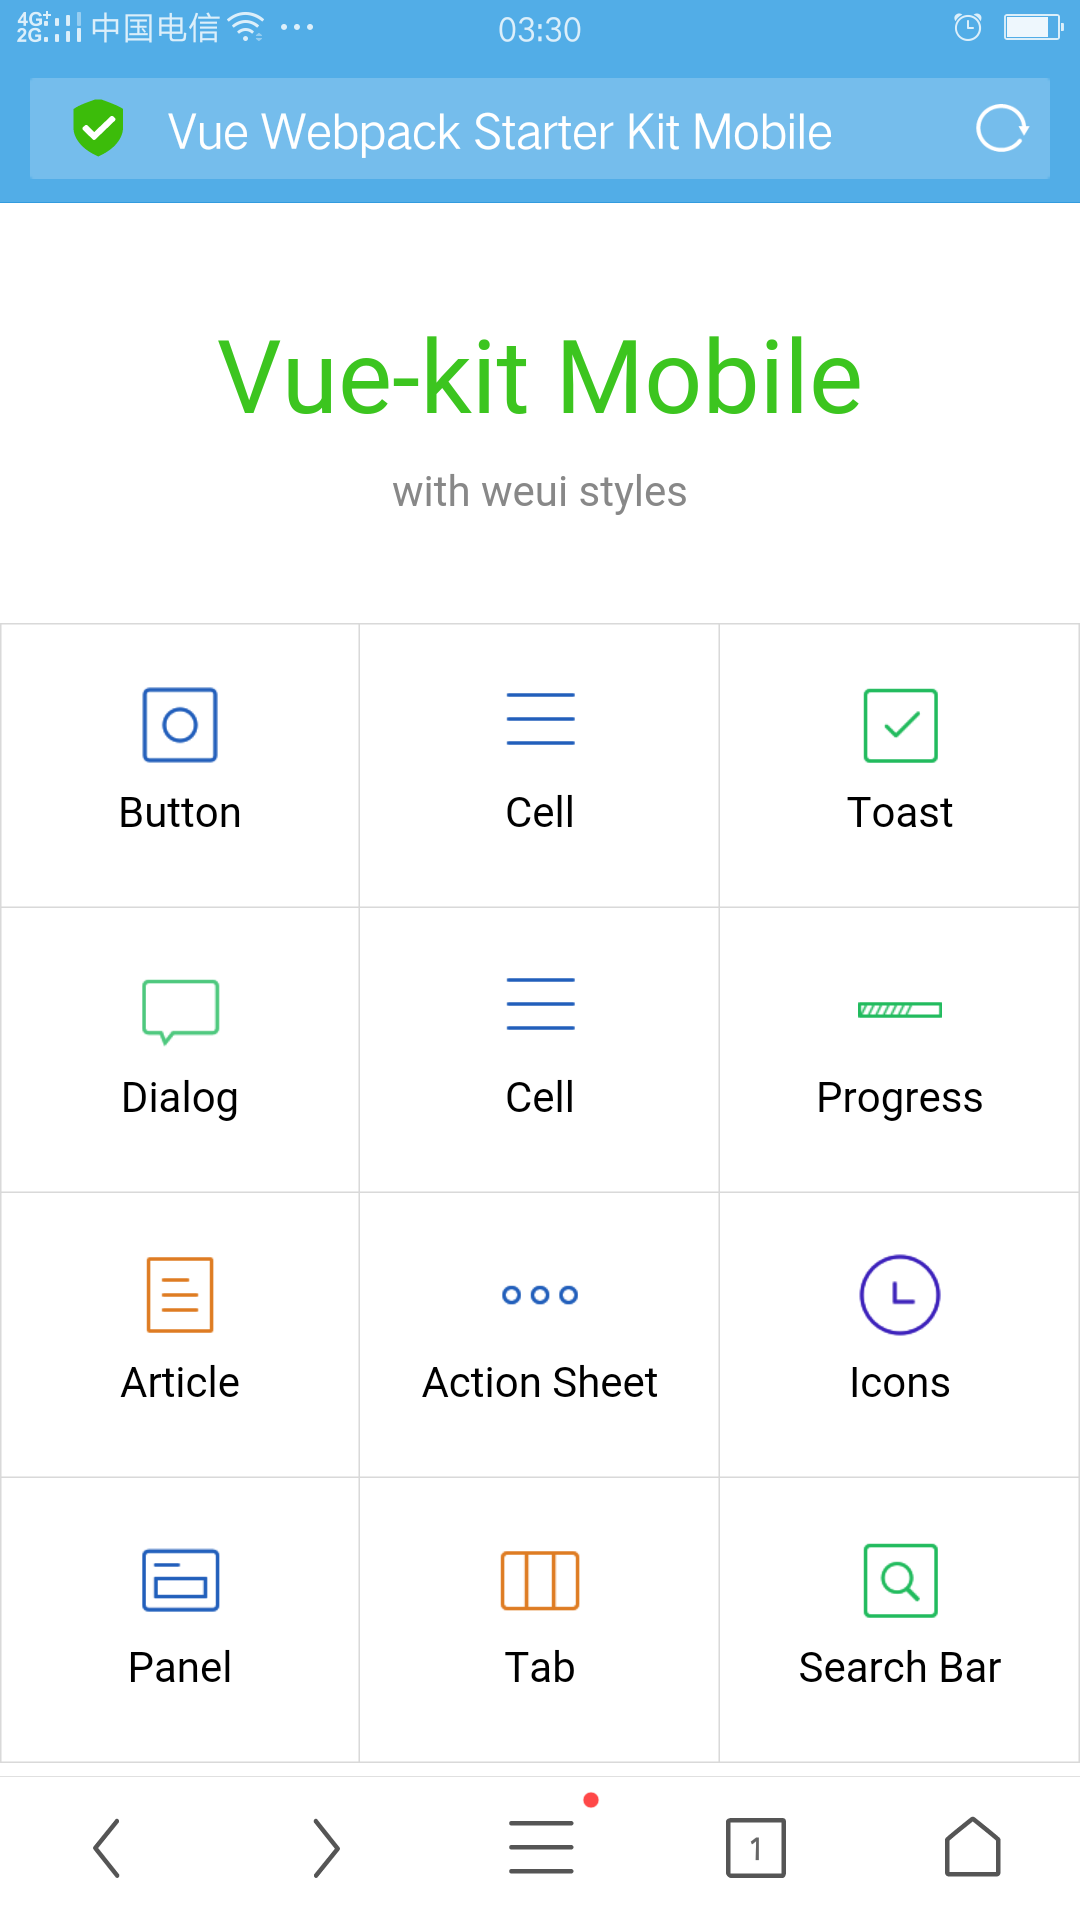 4G+ 2G 中国电信 03:30
Vue Webpack Starter Kit Mobile
Vue-kit Mobile
with weui styles
Button Cell Toast
Dialog Cell Progress
Article Action Sheet Icons
Panel Tab Search Bar
1